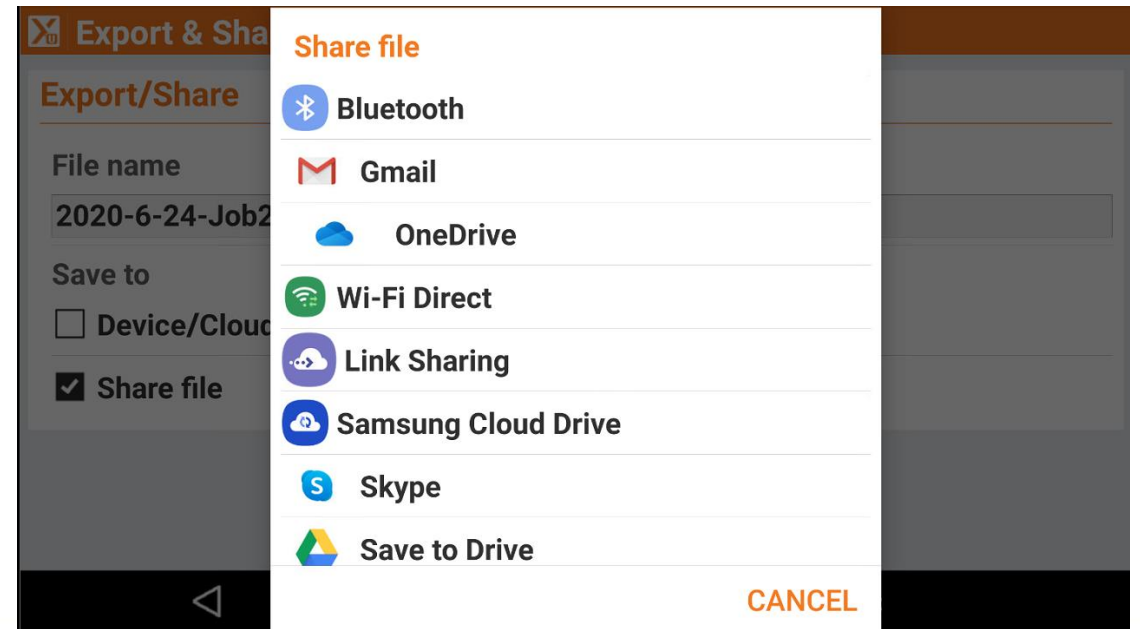 Export & Sha
Share file
Export/Share
Bluetooth
File name
Gmail
2020-6-24-Job2
OneDrive
Save to
Wi-Fi Direct
Device/Cloud
Link Sharing
Share file
Samsung Cloud Drive
Skype
Save to Drive
CANCEL